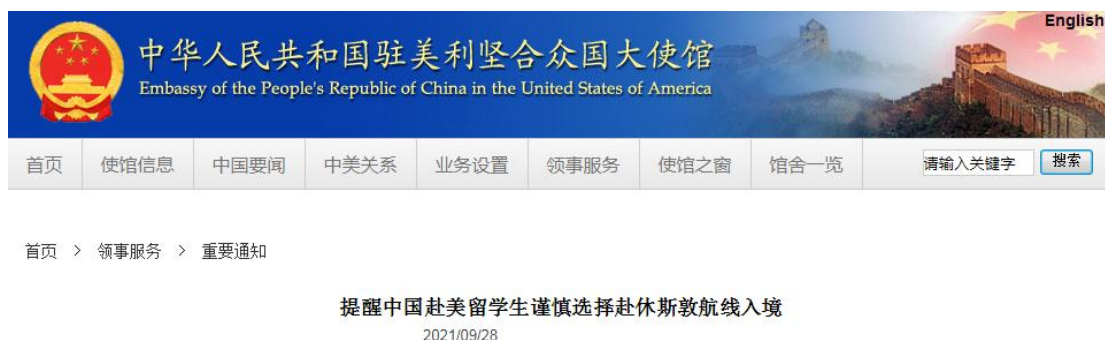 English
中华人民共和国驻美利坚合众国大使馆
Embassy of the People's Republic of China in the United States of America
首页 使馆信息 中国要闻 中美关系 业务设置 领事服务 使馆之窗 馆舍一览 请输入关键字 搜索
首页 > 领事服务 > 重要通知
提醒中国赴美留学生谨慎选择赴休斯敦航线入境
2021/09/28